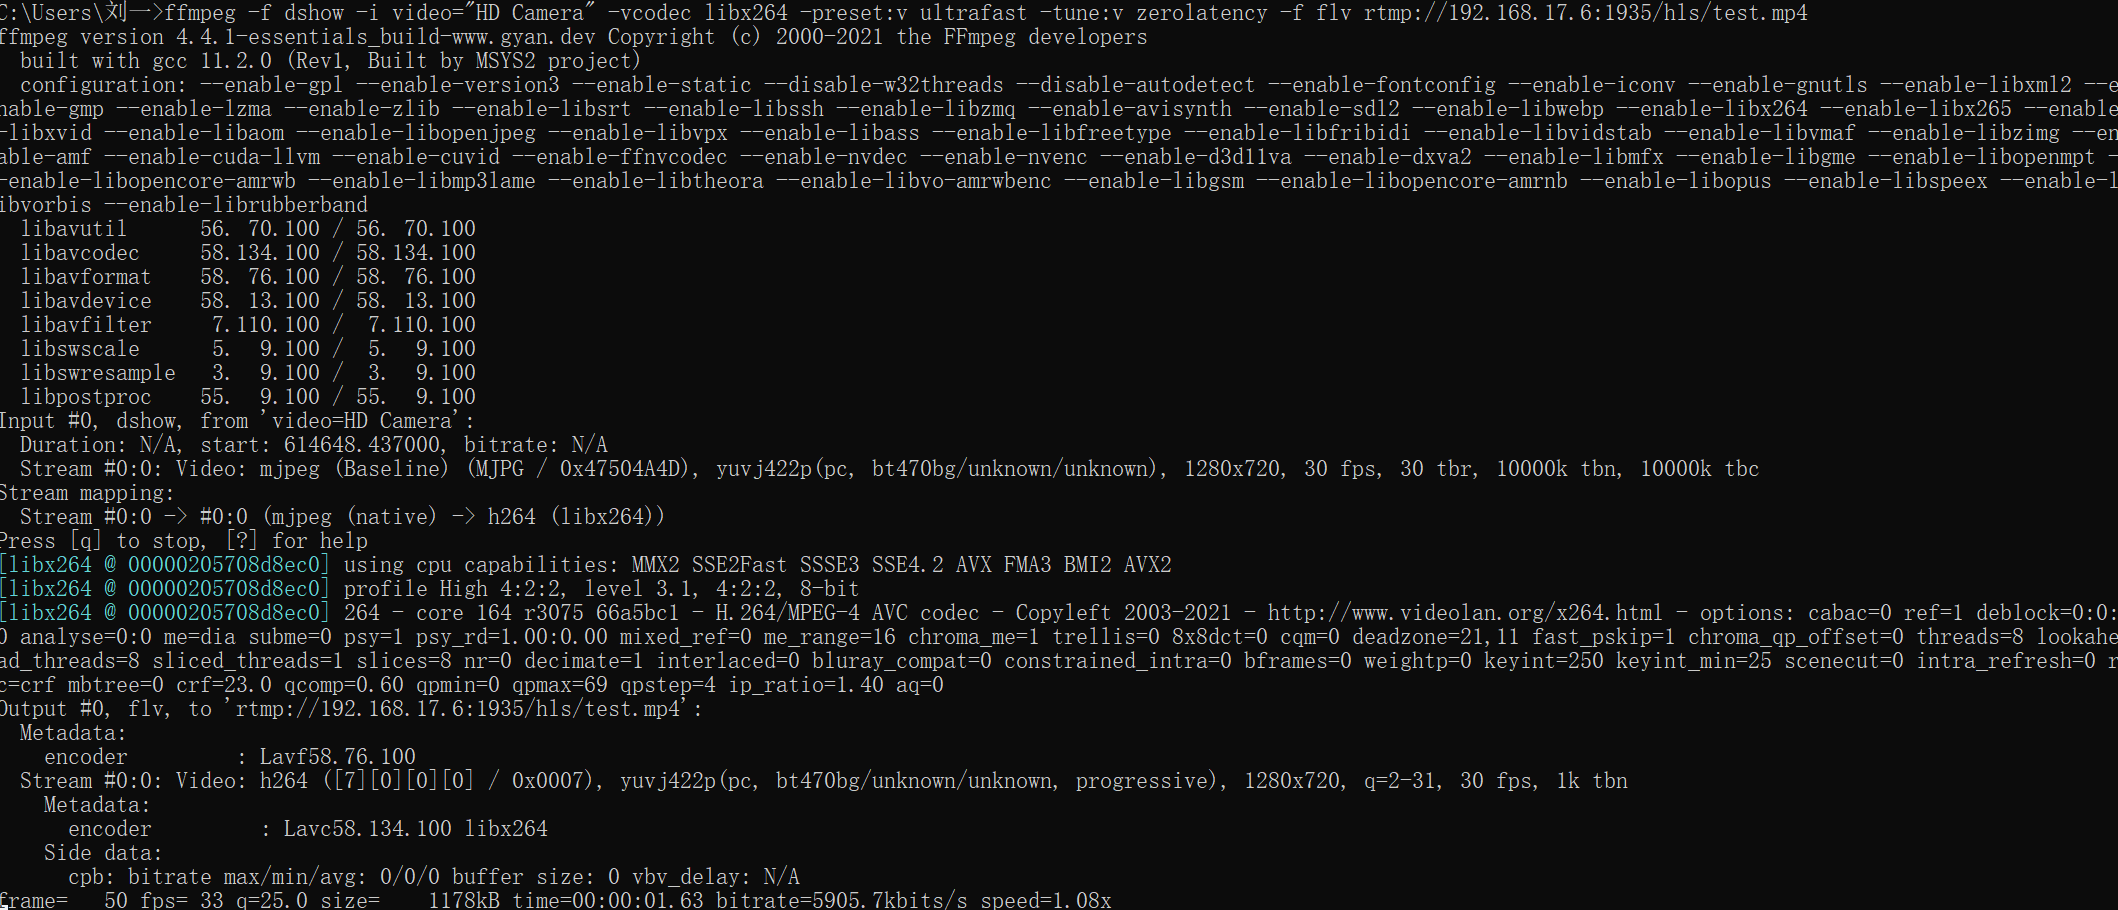 C:\Users\刘一>ffmpeg -f dshow -i video="HD Camera" -vcodec libx264 -preset:v ultrafast -tune:v zerolatency -f flv rtmp://192.168.17.6:1935/hls/test.mp4
ffmpeg version 4.4.1-essentials_build-www.gyan.dev Copyright (c) 2000-2021 the FFmpeg developers
  built with gcc 11.2.0 (Rev1, Built by MSYS2 project)
  configuration: --enable-gpl --enable-version3 --enable-static --disable-w32threads --disable-autodetect --enable-fontconfig --enable-iconv --enable-gnutls --enable-libxml2 --e
nable-gmp --enable-lzma --enable-zlib --enable-libsrt --enable-libssh --enable-libzmq --enable-avisynth --enable-sdl2 --enable-libwebp --enable-libx264 --enable-libx265 --enable
-libxvid --enable-libaom --enable-libopenjpeg --enable-libvpx --enable-libass --enable-libfreetype --enable-libfribidi --enable-libvidstab --enable-libvmaf --enable-libzimg --en
able-amf --enable-cuda-llvm --enable-cuvid --enable-ffnvcodec --enable-nvdec --enable-nvenc --enable-d3d11va --enable-dxva2 --enable-libmfx --enable-libgme --enable-libopenmpt -
-enable-libopencore-amrwb --enable-libmp3lame --enable-libtheora --enable-libvo-amrwbenc --enable-libgsm --enable-libopencore-amrnb --enable-libopus --enable-libspeex --enable-l
ibvorbis --enable-librubberband
  libavutil      56. 70.100 / 56. 70.100
  libavcodec     58.134.100 / 58.134.100
  libavformat    58. 76.100 / 58. 76.100
  libavdevice    58. 13.100 / 58. 13.100
  libavfilter     7.110.100 /  7.110.100
  libswscale      5.  9.100 /  5.  9.100
  libswresample   3.  9.100 /  3.  9.100
  libpostproc    55.  9.100 / 55.  9.100
Input #0, dshow, from 'video=HD Camera':
  Duration: N/A, start: 614648.437000, bitrate: N/A
  Stream #0:0: Video: mjpeg (Baseline) (MJPG / 0x47504A4D), yuvj422p(pc, bt470bg/unknown/unknown), 1280x720, 30 fps, 30 tbr, 10000k tbn, 10000k tbc
Stream mapping:
  Stream #0:0 -> #0:0 (mjpeg (native) -> h264 (libx264))
Press [q] to stop, [?] for help
[libx264 @ 00000205708d8ec0] using cpu capabilities: MMX2 SSE2Fast SSSE3 SSE4.2 AVX FMA3 BMI2 AVX2
[libx264 @ 00000205708d8ec0] profile High 4:2:2, level 3.1, 4:2:2, 8-bit
[libx264 @ 00000205708d8ec0] 264 - core 164 r3075 66a5bc1 - H.264/MPEG-4 AVC codec - Copyleft 2003-2021 - http://www.videolan.org/x264.html - options: cabac=0 ref=1 deblock=0:0:
0 analyse=0:0 me=dia subme=0 psy=1 psy_rd=1.00:0.00 mixed_ref=0 me_range=16 chroma_me=1 trellis=0 8x8dct=0 cqm=0 deadzone=21,11 fast_pskip=1 chroma_qp_offset=0 threads=8 lookahe
ad_threads=8 sliced_threads=1 slices=8 nr=0 decimate=1 interlaced=0 bluray_compat=0 constrained_intra=0 bframes=0 weightp=0 keyint=250 keyint_min=25 scenecut=0 intra_refresh=0 r
c=crf mbtree=0 crf=23.0 qcomp=0.60 qpmin=0 qpmax=69 qpstep=4 ip_ratio=1.40 aq=0
Output #0, flv, to 'rtmp://192.168.17.6:1935/hls/test.mp4':
  Metadata:
    encoder         : Lavf58.76.100
  Stream #0:0: Video: h264 ([7][0][0][0] / 0x0007), yuvj422p(pc, bt470bg/unknown/unknown, progressive), 1280x720, q=2-31, 30 fps, 1k tbn
    Metadata:
      encoder         : Lavc58.134.100 libx264
    Side data:
      cpb: bitrate max/min/avg: 0/0/0 buffer size: 0 vbv_delay: N/A
frame=   50 fps= 33 q=25.0 size=    1178kB time=00:00:01.63 bitrate=5905.7kbits/s speed=1.08x